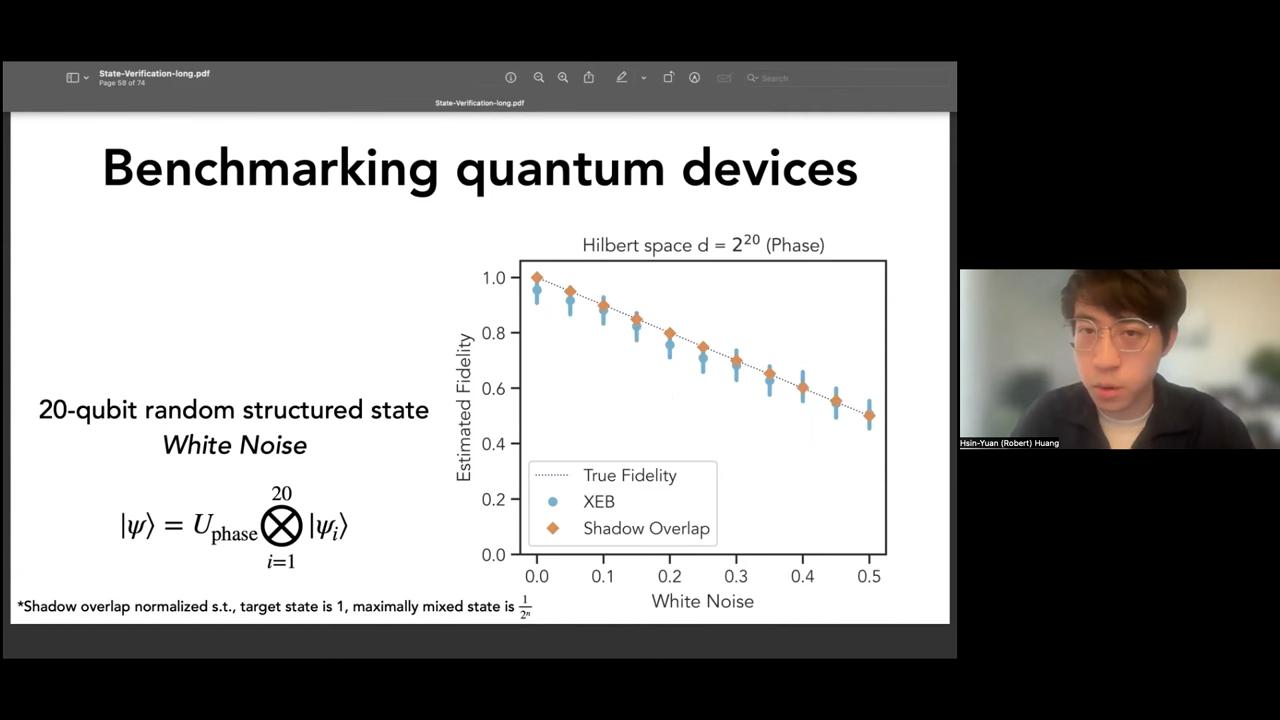 State-Verification-long.pdf
Page 58 of 74
Search
State-Verification-long.pdf
Benchmarking quantum devices
20-qubit random structured state
White Noise
|ψ⟩ = U_phase ⨂_{i=1}^{20} |ψ_i⟩
*Shadow overlap normalized s.t., target state is 1, maximally mixed state is 1/2ⁿ
Hilbert space d = 2²⁰ (Phase)
Estimated Fidelity
1.0
0.8
0.6
0.4
0.2
0.0
True Fidelity
XEB
Shadow Overlap
0.0 0.1 0.2 0.3 0.4 0.5
White Noise
Hsin-Yuan (Robert) Huang